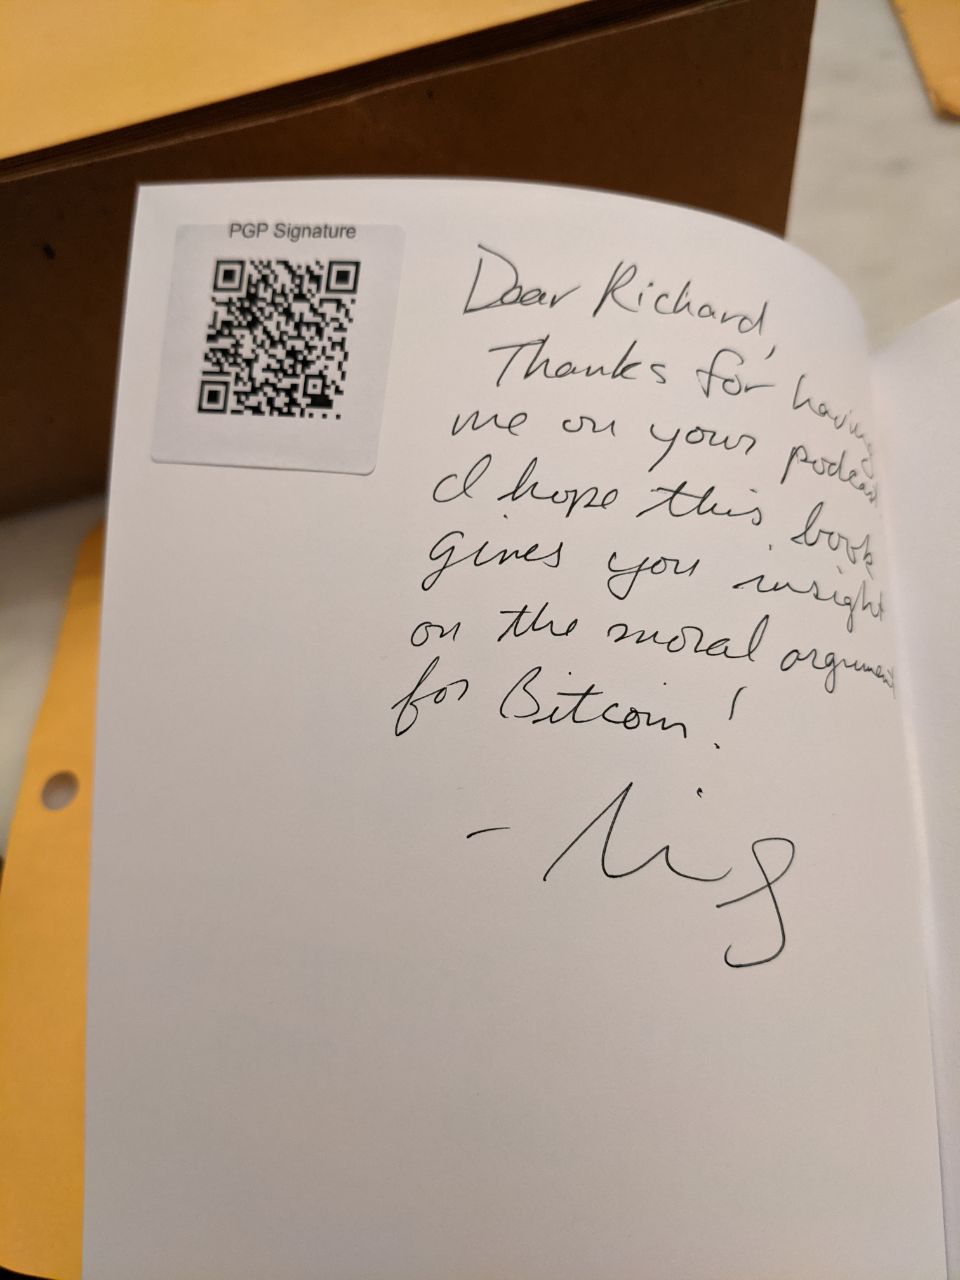 PGP Signature
Dear Richard,
Thanks for having
me on your podcast
I hope this book
gives you insight
on the moral argument
for Bitcoin!